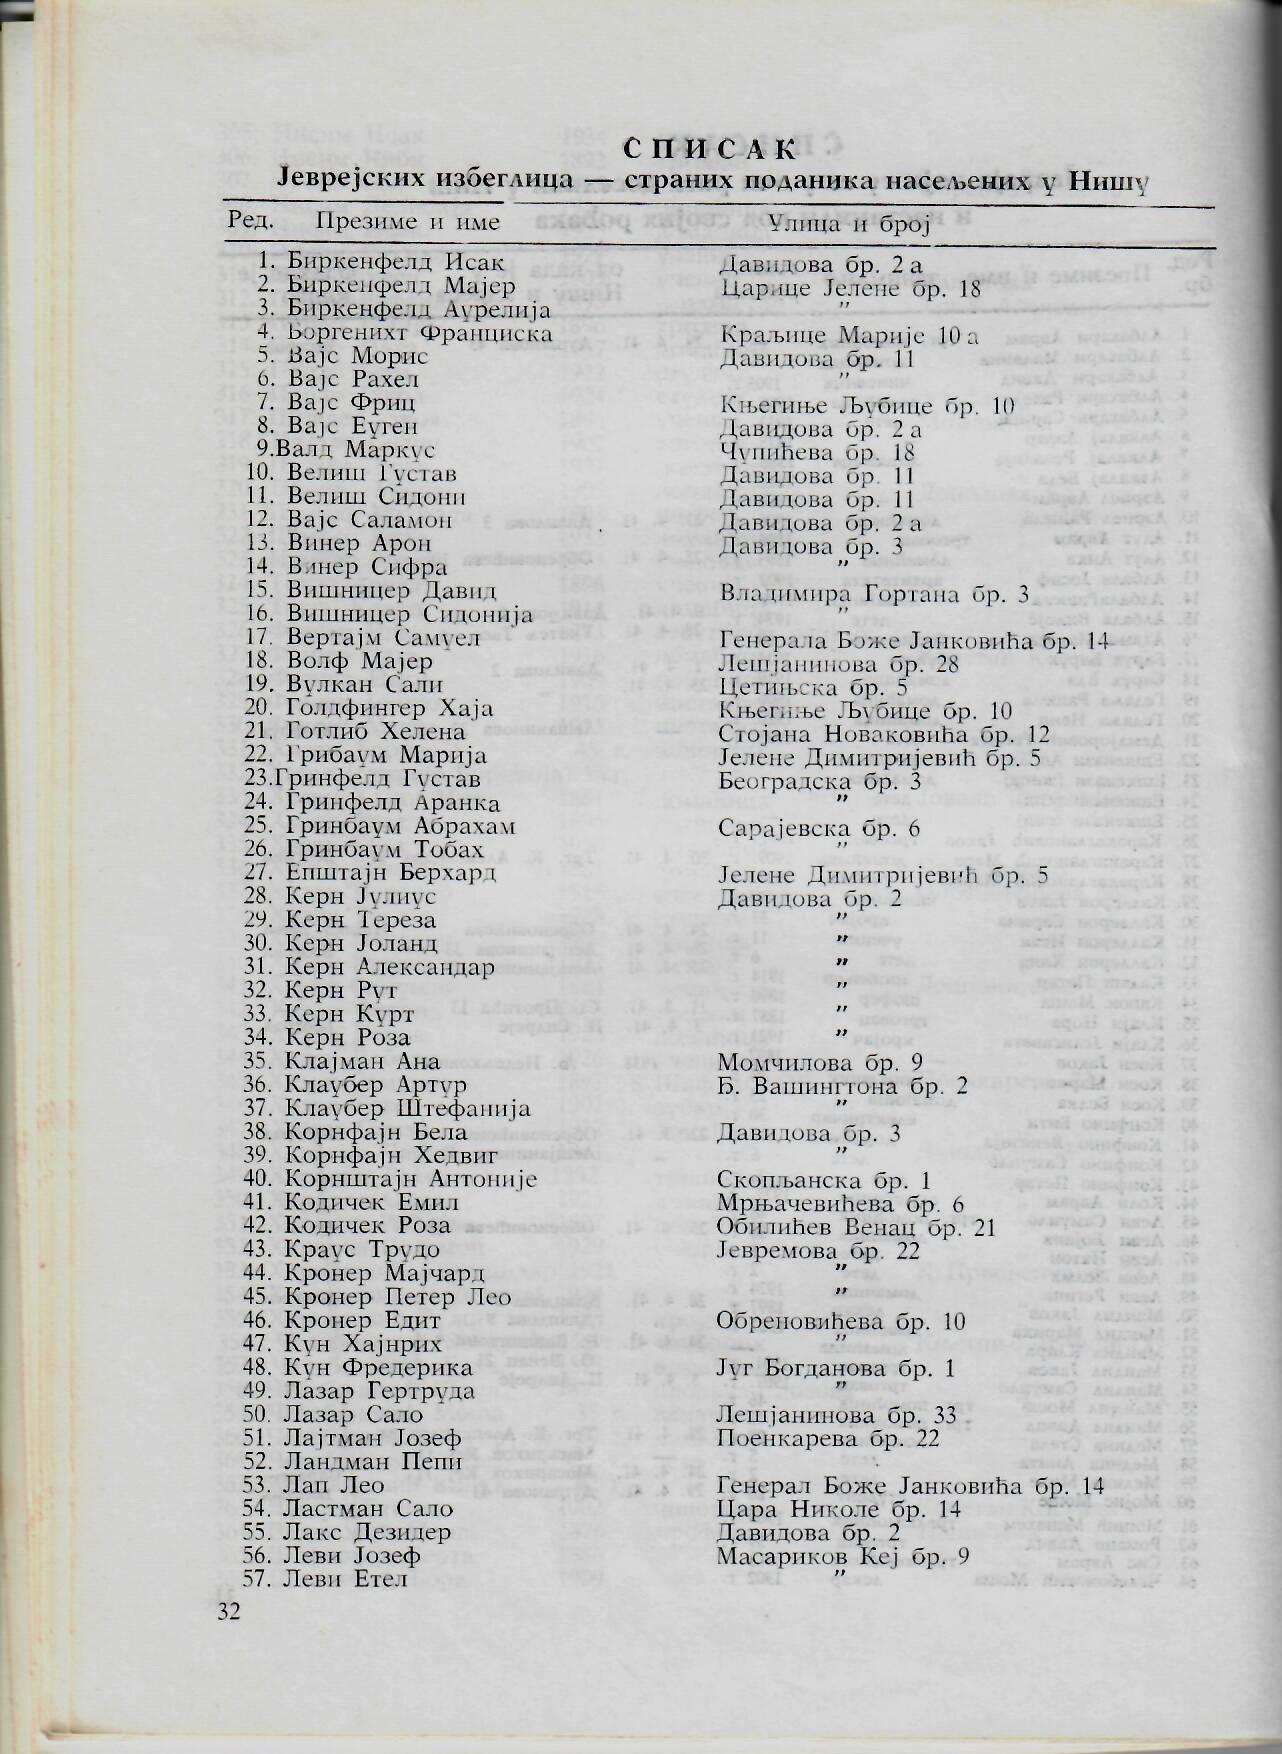 СПИСАК
Јеврејских избеглица — страних поданика насељених у Нишу
Ред. Презиме и име Улица и број
1. Биркенфелд Исак Давидова бр. 2 а
2. Биркенфелд Мајер Царице Јелене бр. 18
3. Биркенфелд Аурелија "
4. Боргенихт Франциска Краљице Марије 10 а
5. Вајс Морис Давидова бр. 11
6. Вајс Рахел "
7. Вајс Фриц Књегиње Љубице бр. 10
8. Вајс Еуген Давидова бр. 2 а
9.Валд Маркус Чупићева бр. 18
10. Велиш Густав Давидова бр. 11
11. Велиш Сидони Давидова бр. 11
12. Вајс Саламон Давидова бр. 2 а
13. Винер Арон Давидова бр. 3
14. Винер Сифра "
15. Вишницер Давид Владимира Гортана бр. 3
16. Вишницер Сидонија "
17. Вертајм Самуел Генерала Боже Јанковића бр. 14
18. Волф Мајер Лешјанинова бр. 28
19. Вулкан Сали Цетињска бр. 5
20. Голдфингер Хаја Књегиње Љубице бр. 10
21. Готлиб Хелена Стојана Новаковића бр. 12
22. Грибаум Марија Јелене Димитријевић бр. 5
23.Гринфелд Густав Београдска бр. 3
24. Гринфелд Аранка "
25. Гринбаум Абрахам Сарајевска бр. 6
26. Гринбаум Тобах "
27. Епштајн Берхард Јелене Димитријевић бр. 5
28. Керн Јулиус Давидова бр. 2
29. Керн Тереза "
30. Керн Јоланд "
31. Керн Александар "
32. Керн Рут "
33. Керн Курт "
34. Керн Роза "
35. Клајман Ана Момчилова бр. 9
36. Клаубер Артур Б. Вашингтона бр. 2
37. Клаубер Штефанија "
38. Корнфајн Бела Давидова бр. 3
39. Корнфајн Хедвиг "
40. Корнштајн Антоније Скопљанска бр. 1
41. Кодичек Емил Мрњачевићева бр. 6
42. Кодичек Роза Обилићев Венац бр. 21
43. Краус Трудо Јевремова бр. 22
44. Кронер Мајчард "
45. Кронер Петер Лео "
46. Кронер Едит Обреновићева бр. 10
47. Кун Хајнрих "
48. Кун Фредерика Југ Богданова бр. 1
49. Лазар Гертруда "
50. Лазар Сало Лешјанинова бр. 33
51. Лајтман Јозеф Поенкарева бр. 22
52. Ландман Пепи
53. Лап Лео Генерал Боже Јанковића бр. 14
54. Ластман Сало Цара Николе бр. 14
55. Лакс Дезидер Давидова бр. 2
56. Леви Јозеф Масариков Кеј бр. 9
57. Леви Етел "
32